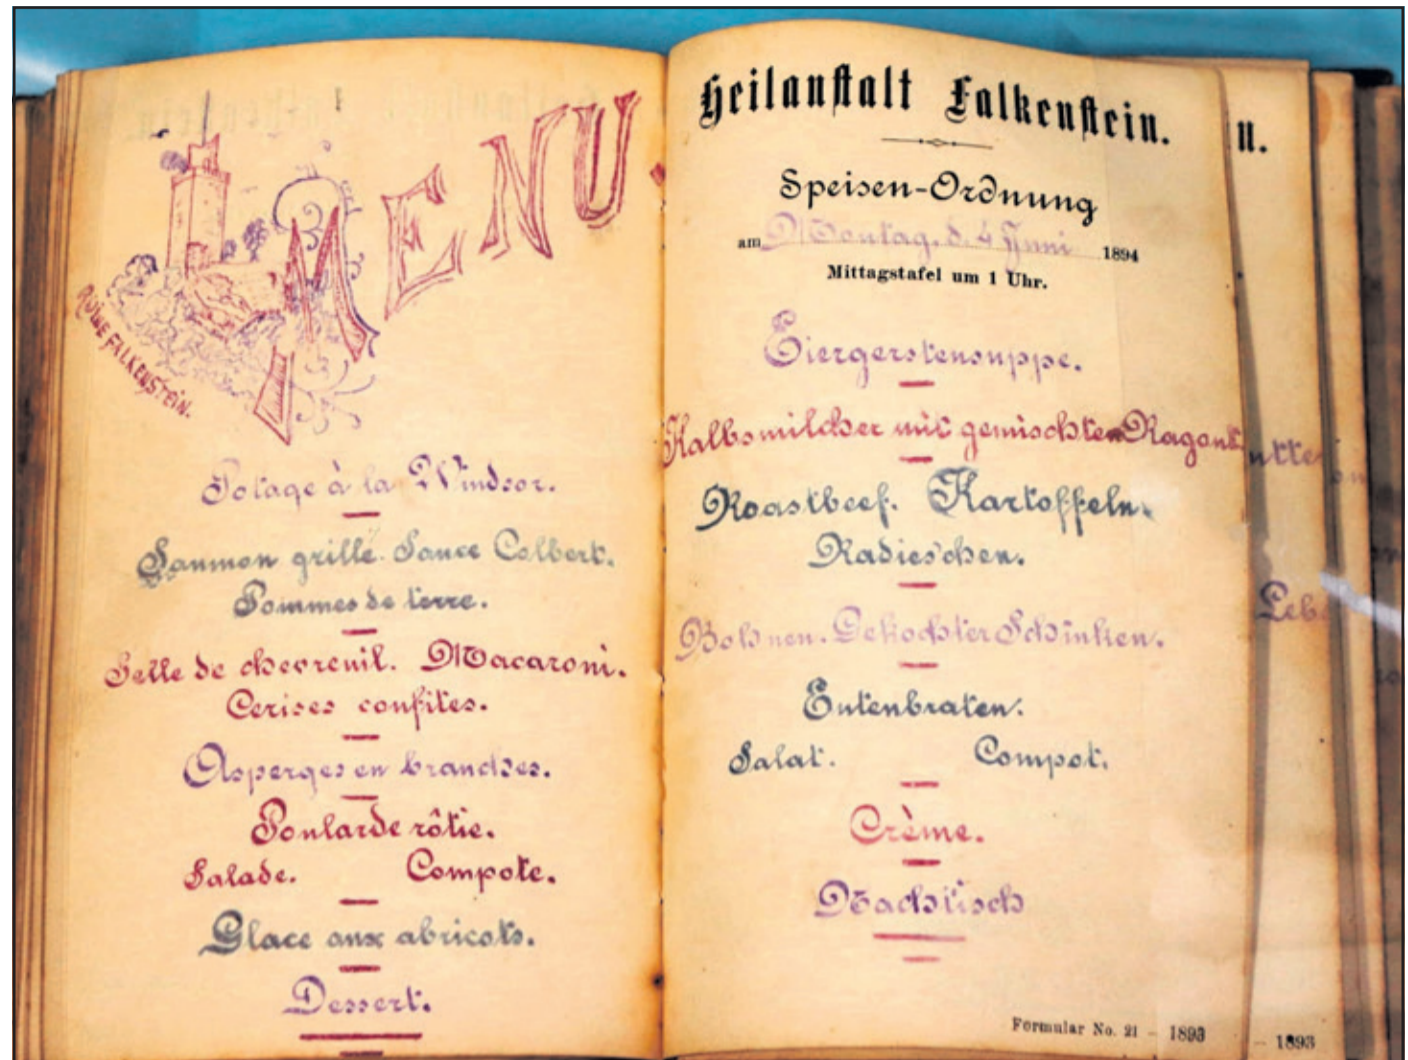 MENU.
RUINE FALKENSTEIN.
Potage à la Windsor.
Saumon grillé. Sauce Colbert.
Pommes de terre.
Selle de chevreuil. Macaroni.
Cerises confites.
Asperges en branches.
Poularde rôtie.
Salade. Compote.
Glace aux abricots.
Dessert.
Heilanstalt Falkenstein.
Speisen-Ordnung
am Montag, d. 4 Juni 1894
Mittagstafel um 1 Uhr.
Eiergerstensuppe.
Kalbsmilcher mit gemischten Ragout
Roastbeef. Kartoffeln.
Radieschen.
Bohnen. Gekochter Schinken.
Entenbraten.
Salat. Compot.
Crème.
Nachtisch
Formular No. 21 – 1893
n.
Leb
– 1893